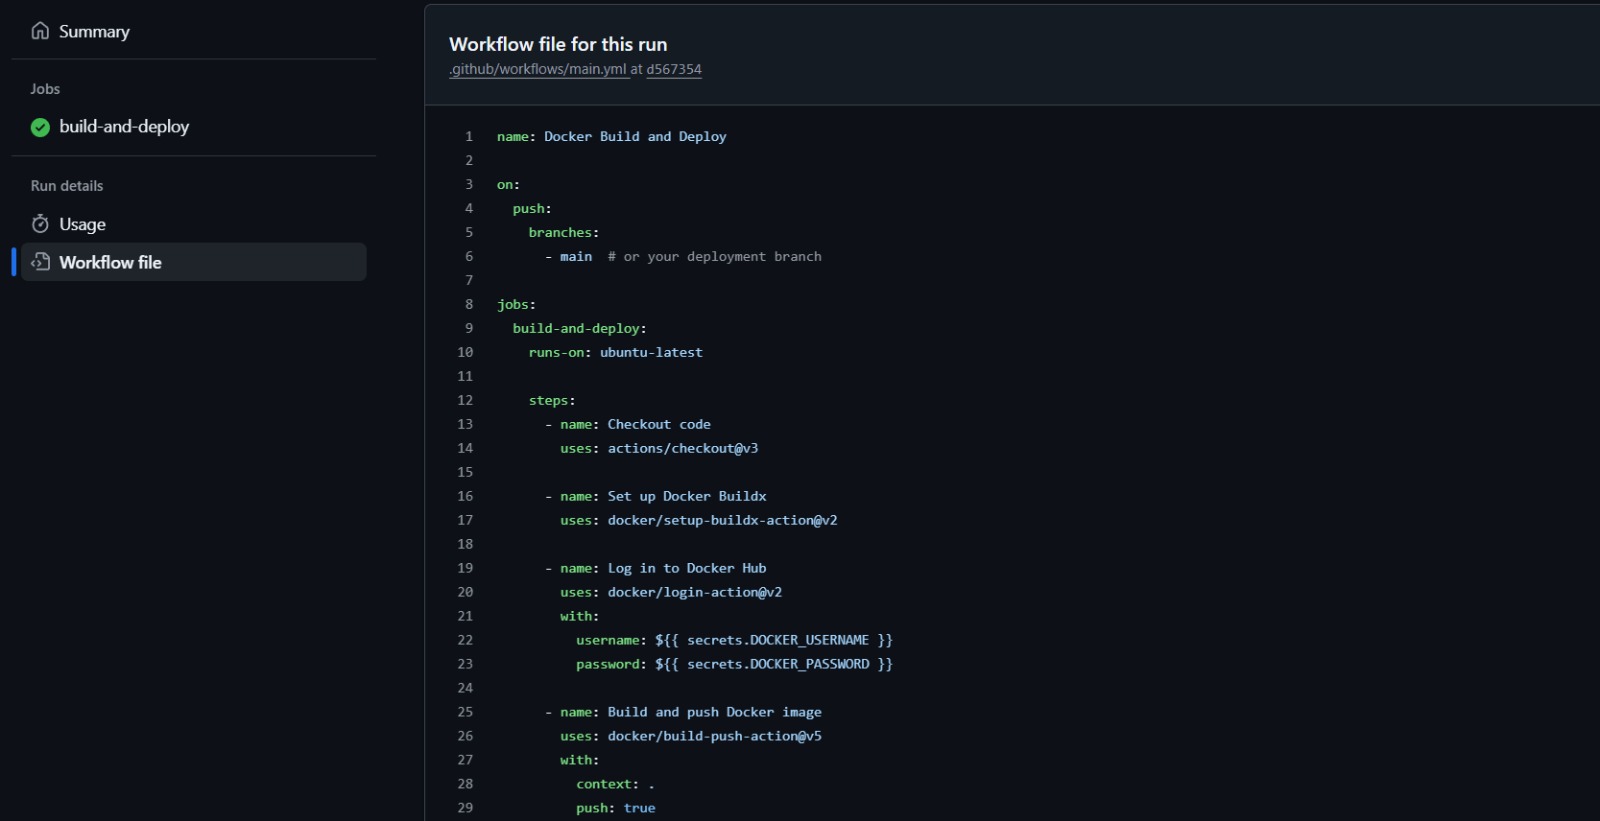 Summary
Jobs
build-and-deploy
Run details
Usage
Workflow file
Workflow file for this run
.github/workflows/main.yml at d567354
1 name: Docker Build and Deploy
2
3 on:
4   push:
5     branches:
6       - main  # or your deployment branch
7
8 jobs:
9   build-and-deploy:
10     runs-on: ubuntu-latest
11
12     steps:
13       - name: Checkout code
14         uses: actions/checkout@v3
15
16       - name: Set up Docker Buildx
17         uses: docker/setup-buildx-action@v2
18
19       - name: Log in to Docker Hub
20         uses: docker/login-action@v2
21         with:
22           username: ${{ secrets.DOCKER_USERNAME }}
23           password: ${{ secrets.DOCKER_PASSWORD }}
24
25       - name: Build and push Docker image
26         uses: docker/build-push-action@v5
27         with:
28           context: .
29           push: true